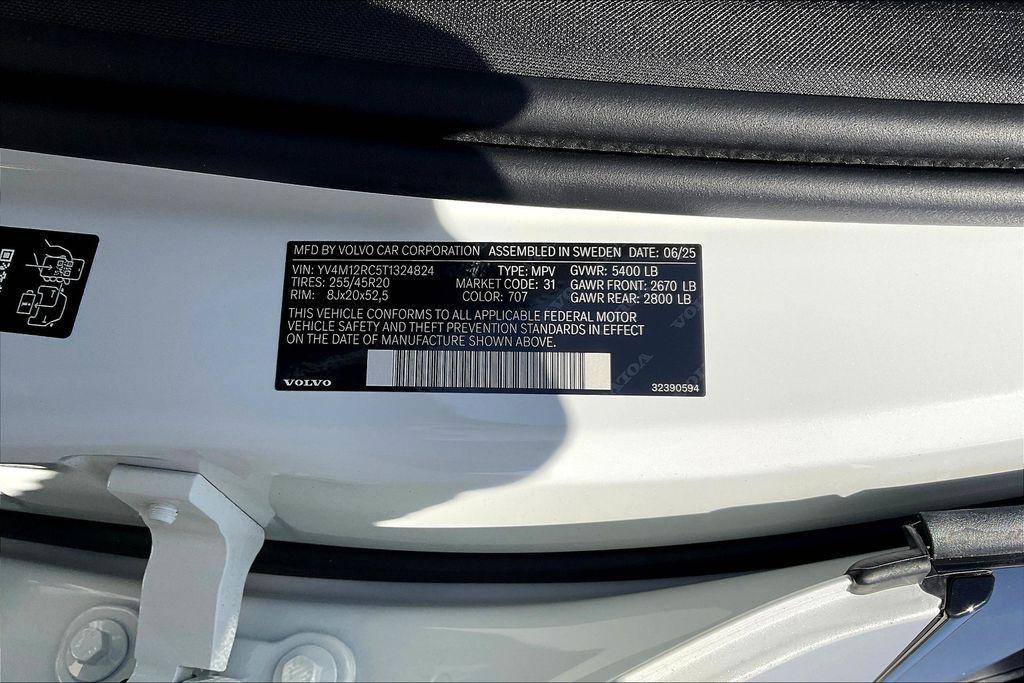 MFD BY VOLVO CAR CORPORATION ASSEMBLED IN SWEDEN DATE: 06/25
VIN: YV4M12RC5T1324824 TYPE: MPV GVWR: 5400 LB
TIRES: 255/45R20 MARKET CODE: 31 GAWR FRONT: 2670 LB
RIM: 8Jx20x52,5 COLOR: 707 GAWR REAR: 2800 LB
THIS VEHICLE CONFORMS TO ALL APPLICABLE FEDERAL MOTOR
VEHICLE SAFETY AND THEFT PREVENTION STANDARDS IN EFFECT
ON THE DATE OF MANUFACTURE SHOWN ABOVE.
VOLVO 32390594